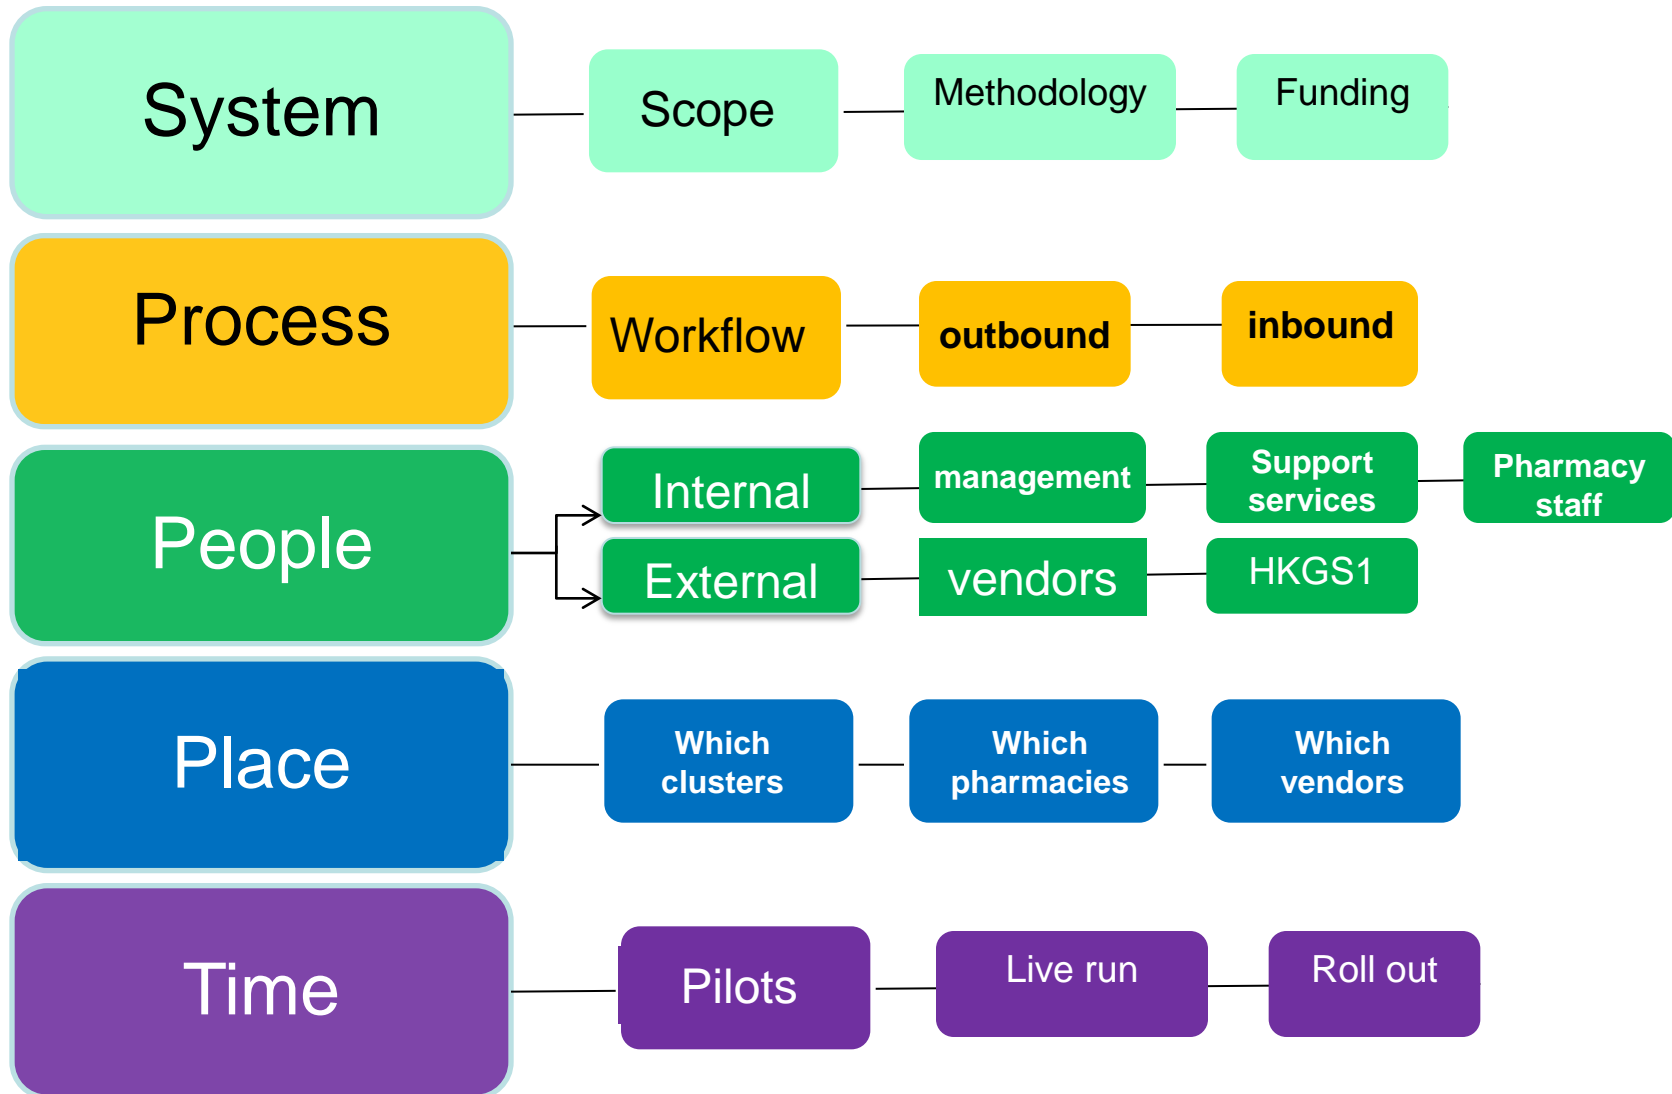 System
Scope
Methodology
Funding
Process
Workflow
outbound
inbound
People
Internal
management
Support
services
Pharmacy
staff
External
vendors
HKGS1
Place
Which
clusters
Which
pharmacies
Which
vendors
Time
Pilots
Live run
Roll out